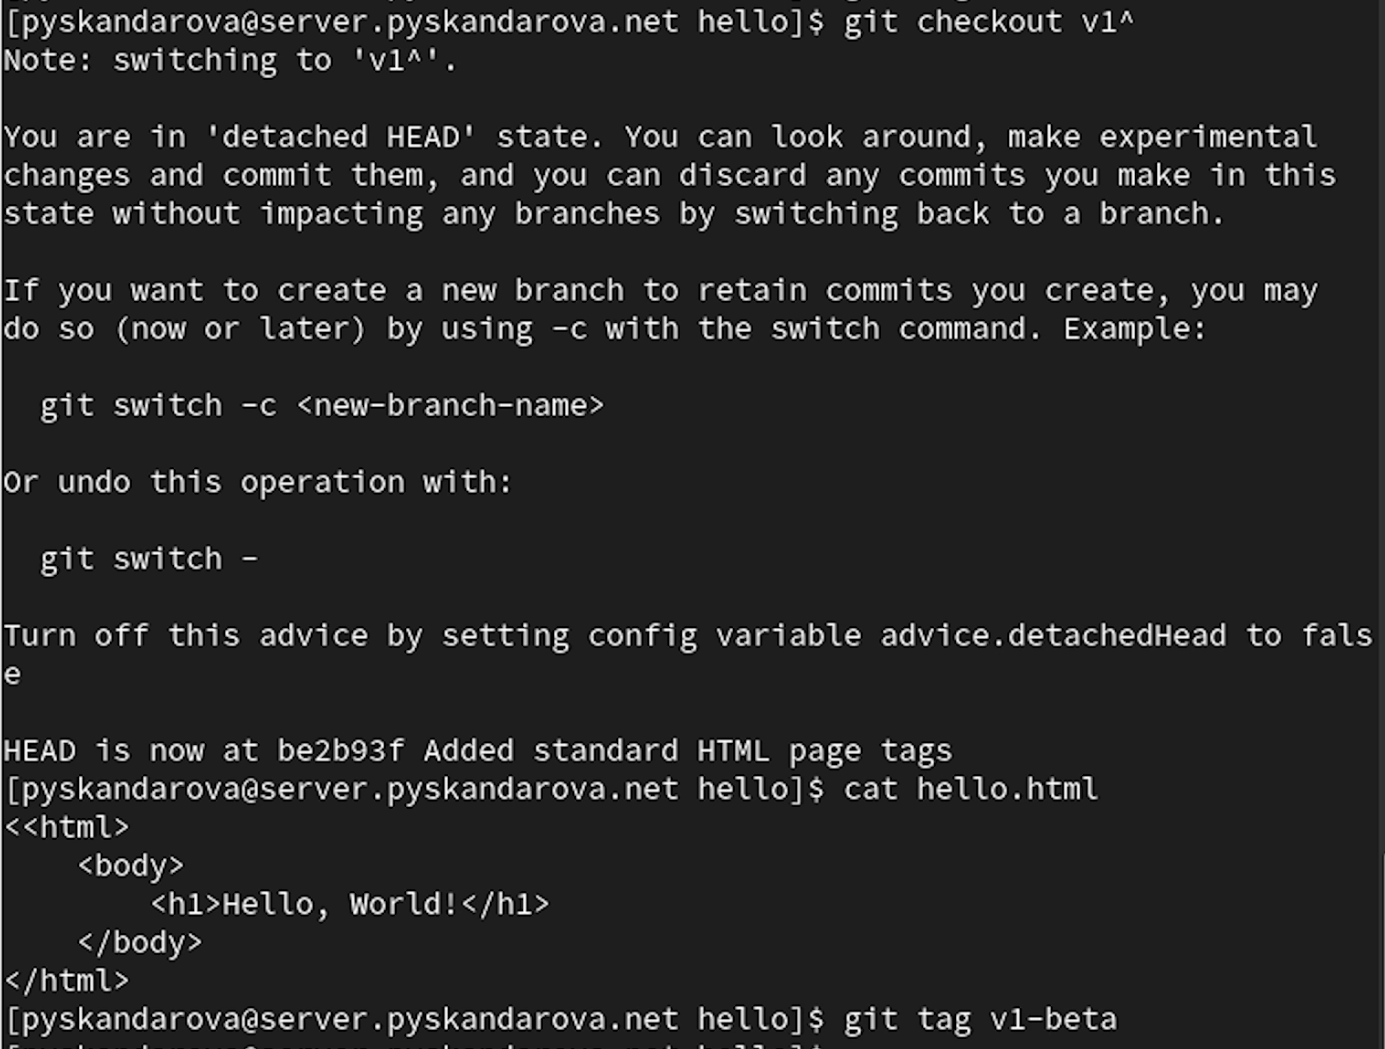 [pyskandarova@server.pyskandarova.net hello]$ git checkout v1^
Note: switching to 'v1^'.

You are in 'detached HEAD' state. You can look around, make experimental
changes and commit them, and you can discard any commits you make in this
state without impacting any branches by switching back to a branch.

If you want to create a new branch to retain commits you create, you may
do so (now or later) by using -c with the switch command. Example:

  git switch -c <new-branch-name>

Or undo this operation with:

  git switch -

Turn off this advice by setting config variable advice.detachedHead to fals
e

HEAD is now at be2b93f Added standard HTML page tags
[pyskandarova@server.pyskandarova.net hello]$ cat hello.html
<<html>
    <body>
        <h1>Hello, World!</h1>
    </body>
</html>
[pyskandarova@server.pyskandarova.net hello]$ git tag v1-beta